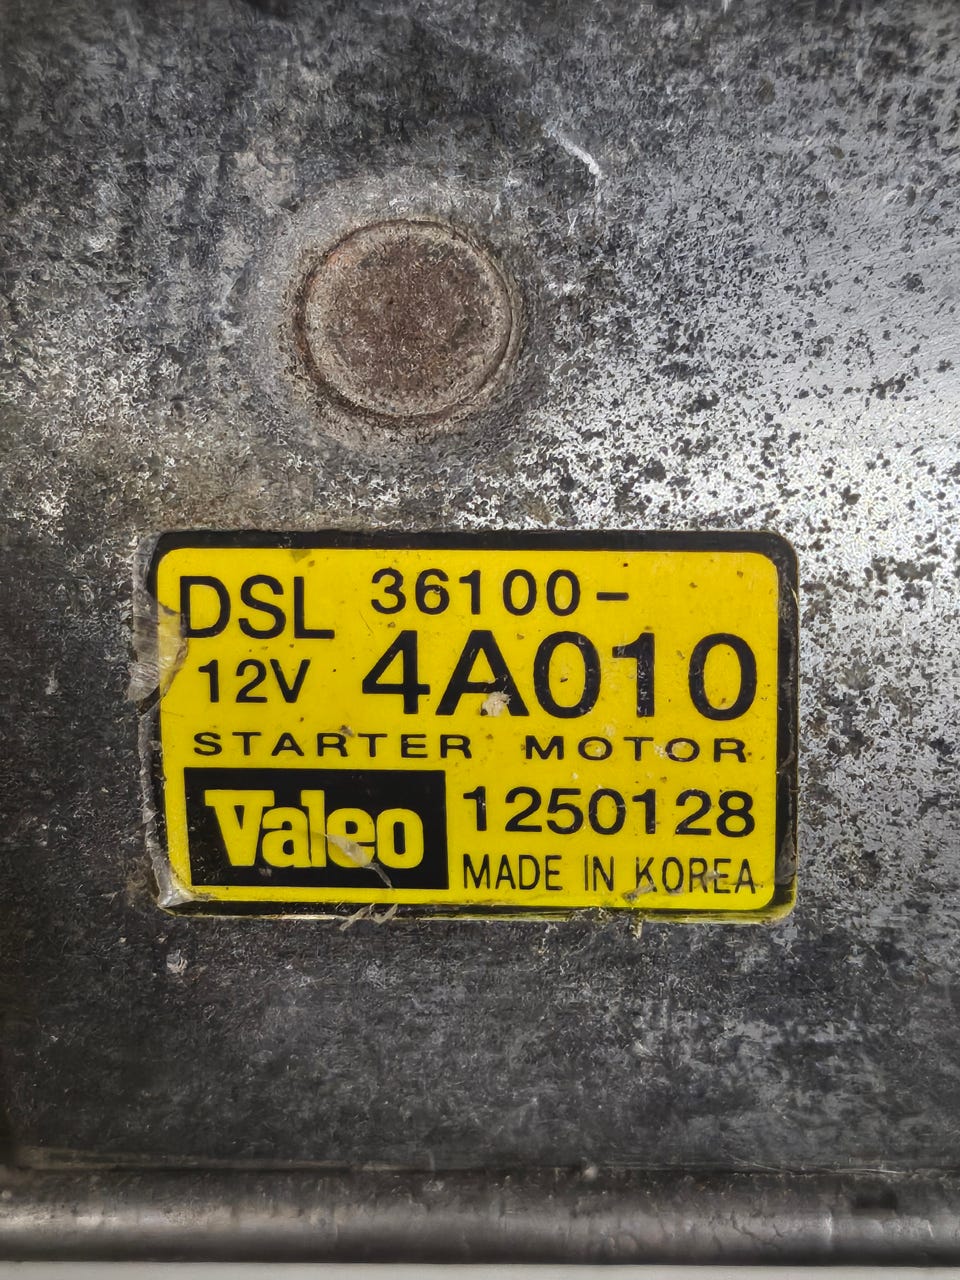 DSL 36100-
12V 4A010
STARTER MOTOR
Valeo 1250128
MADE IN KOREA